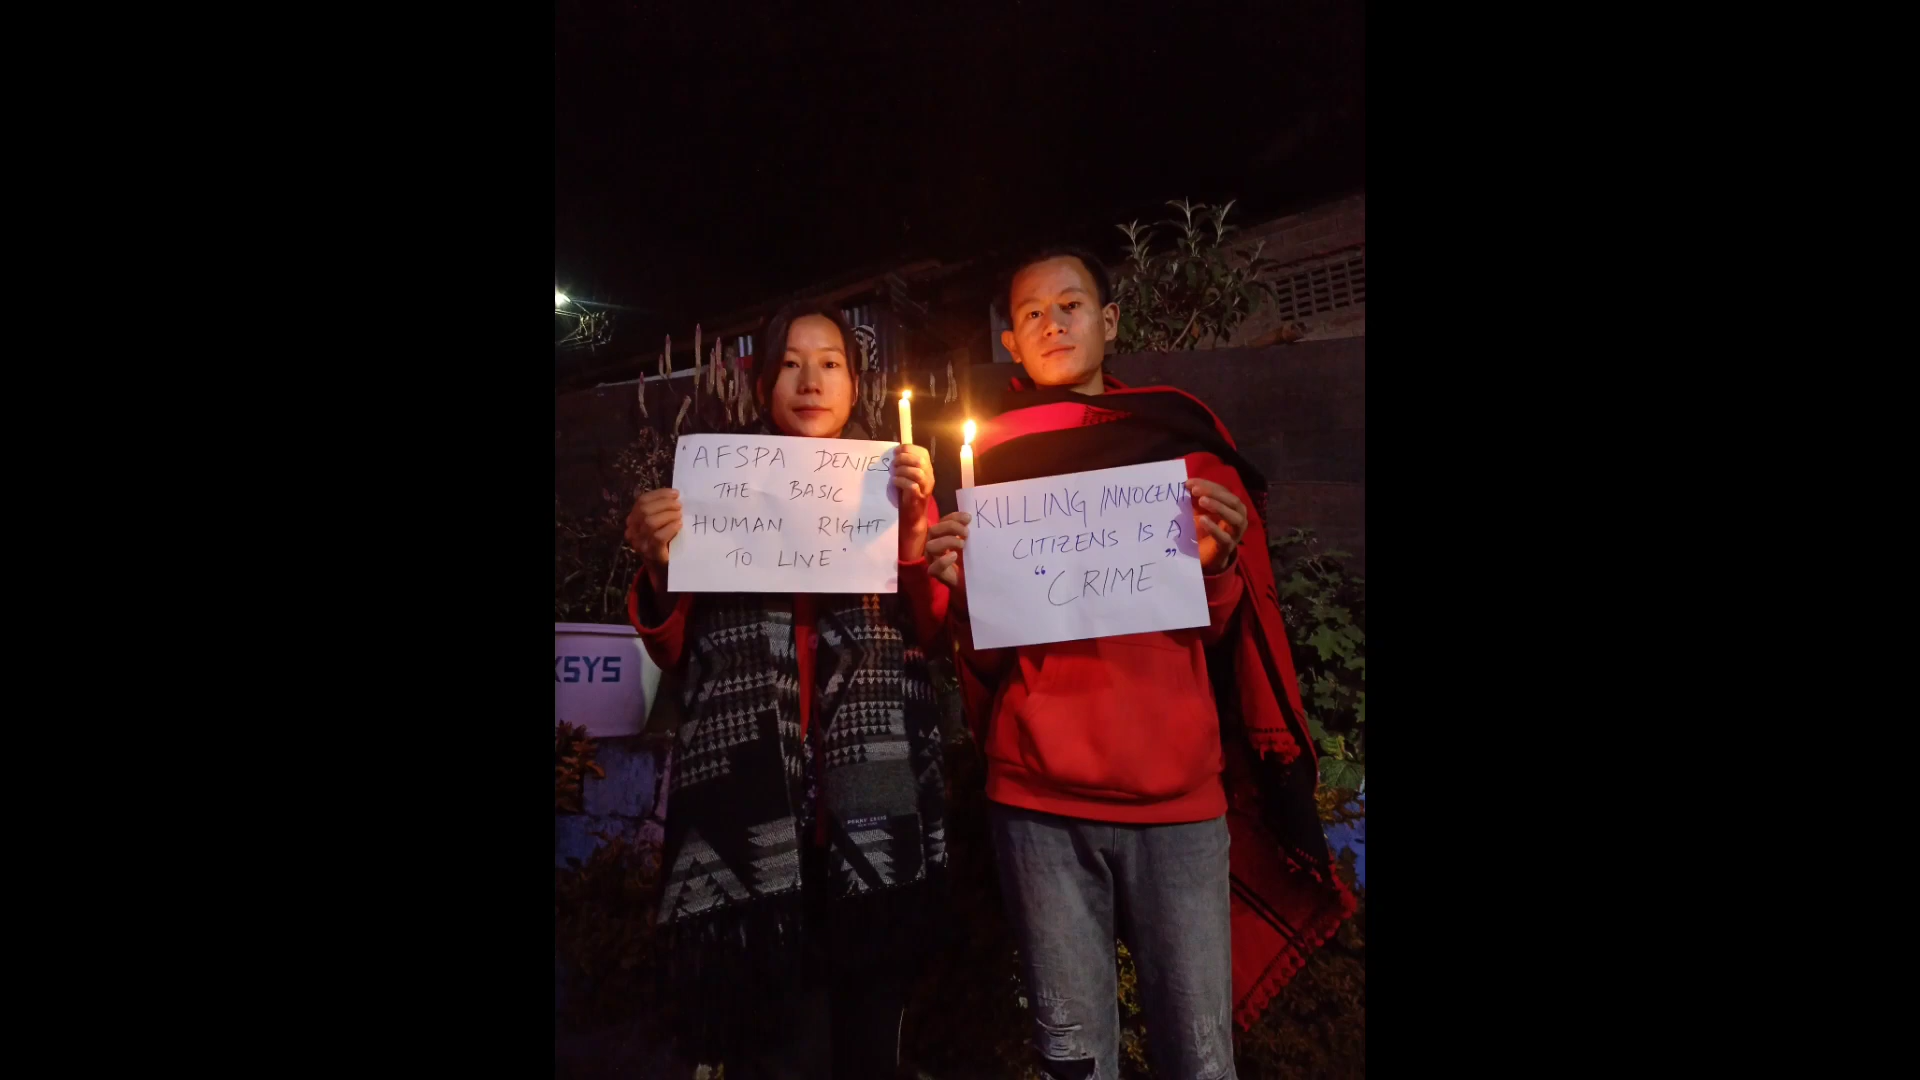 "AFSPA DENIES
THE BASIC
HUMAN RIGHT
TO LIVE"
KILLING INNOCENT
CITIZENS IS A
"CRIME"
KSYS